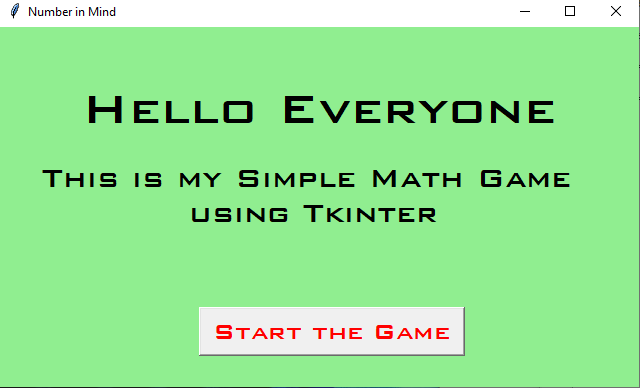 Number in Mind
Hello Everyone
This is my Simple Math Game
using Tkinter
Start the Game